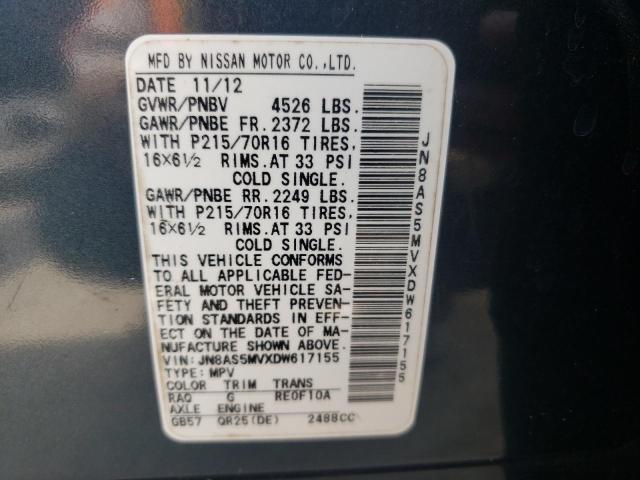 MFD BY NISSAN MOTOR CO.,LTD.
DATE 11/12
GVWR/PNBV 4526 LBS.
GAWR/PNBE FR. 2372 LBS.
WITH P215/70R16 TIRES,
16×6½ RIMS.AT 33 PSI
COLD SINGLE.
GAWR/PNBE RR. 2249 LBS.
WITH P215/70R16 TIRES,
16×6½ RIMS.AT 33 PSI
COLD SINGLE.
THIS VEHICLE CONFORMS
TO ALL APPLICABLE FED-
ERAL MOTOR VEHICLE SA-
FETY AND THEFT PREVEN-
TION STANDARDS IN EFF-
ECT ON THE DATE OF MA-
NUFACTURE SHOWN ABOVE.
VIN: JN8AS5MVXDW617155
TYPE: MPV
COLOR TRIM TRANS
RAQ G RE0F10A
AXLE ENGINE
GB57 QR25(DE) 2488CC
JN8AS5MVXDW617155